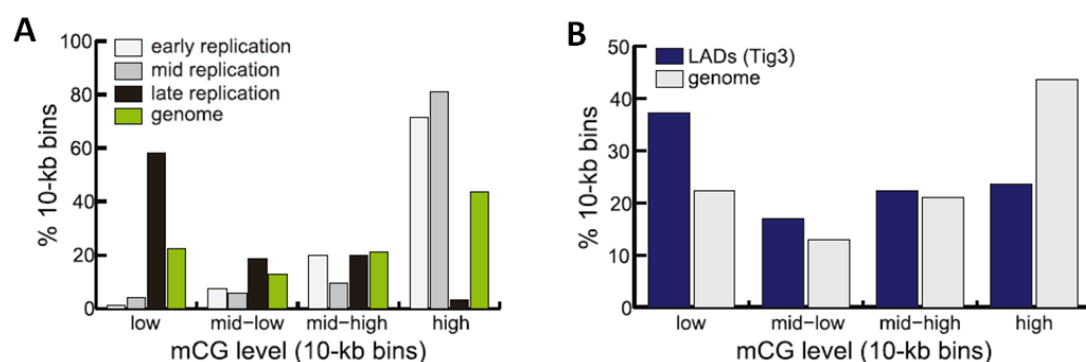 A
% 10-kb bins
100
80
60
40
20
0
early replication
mid replication
late replication
genome
low mid-low mid-high high
mCG level (10-kb bins)
B
% 10-kb bins
50
40
30
20
10
0
LADs (Tig3)
genome
low mid-low mid-high high
mCG level (10-kb bins)